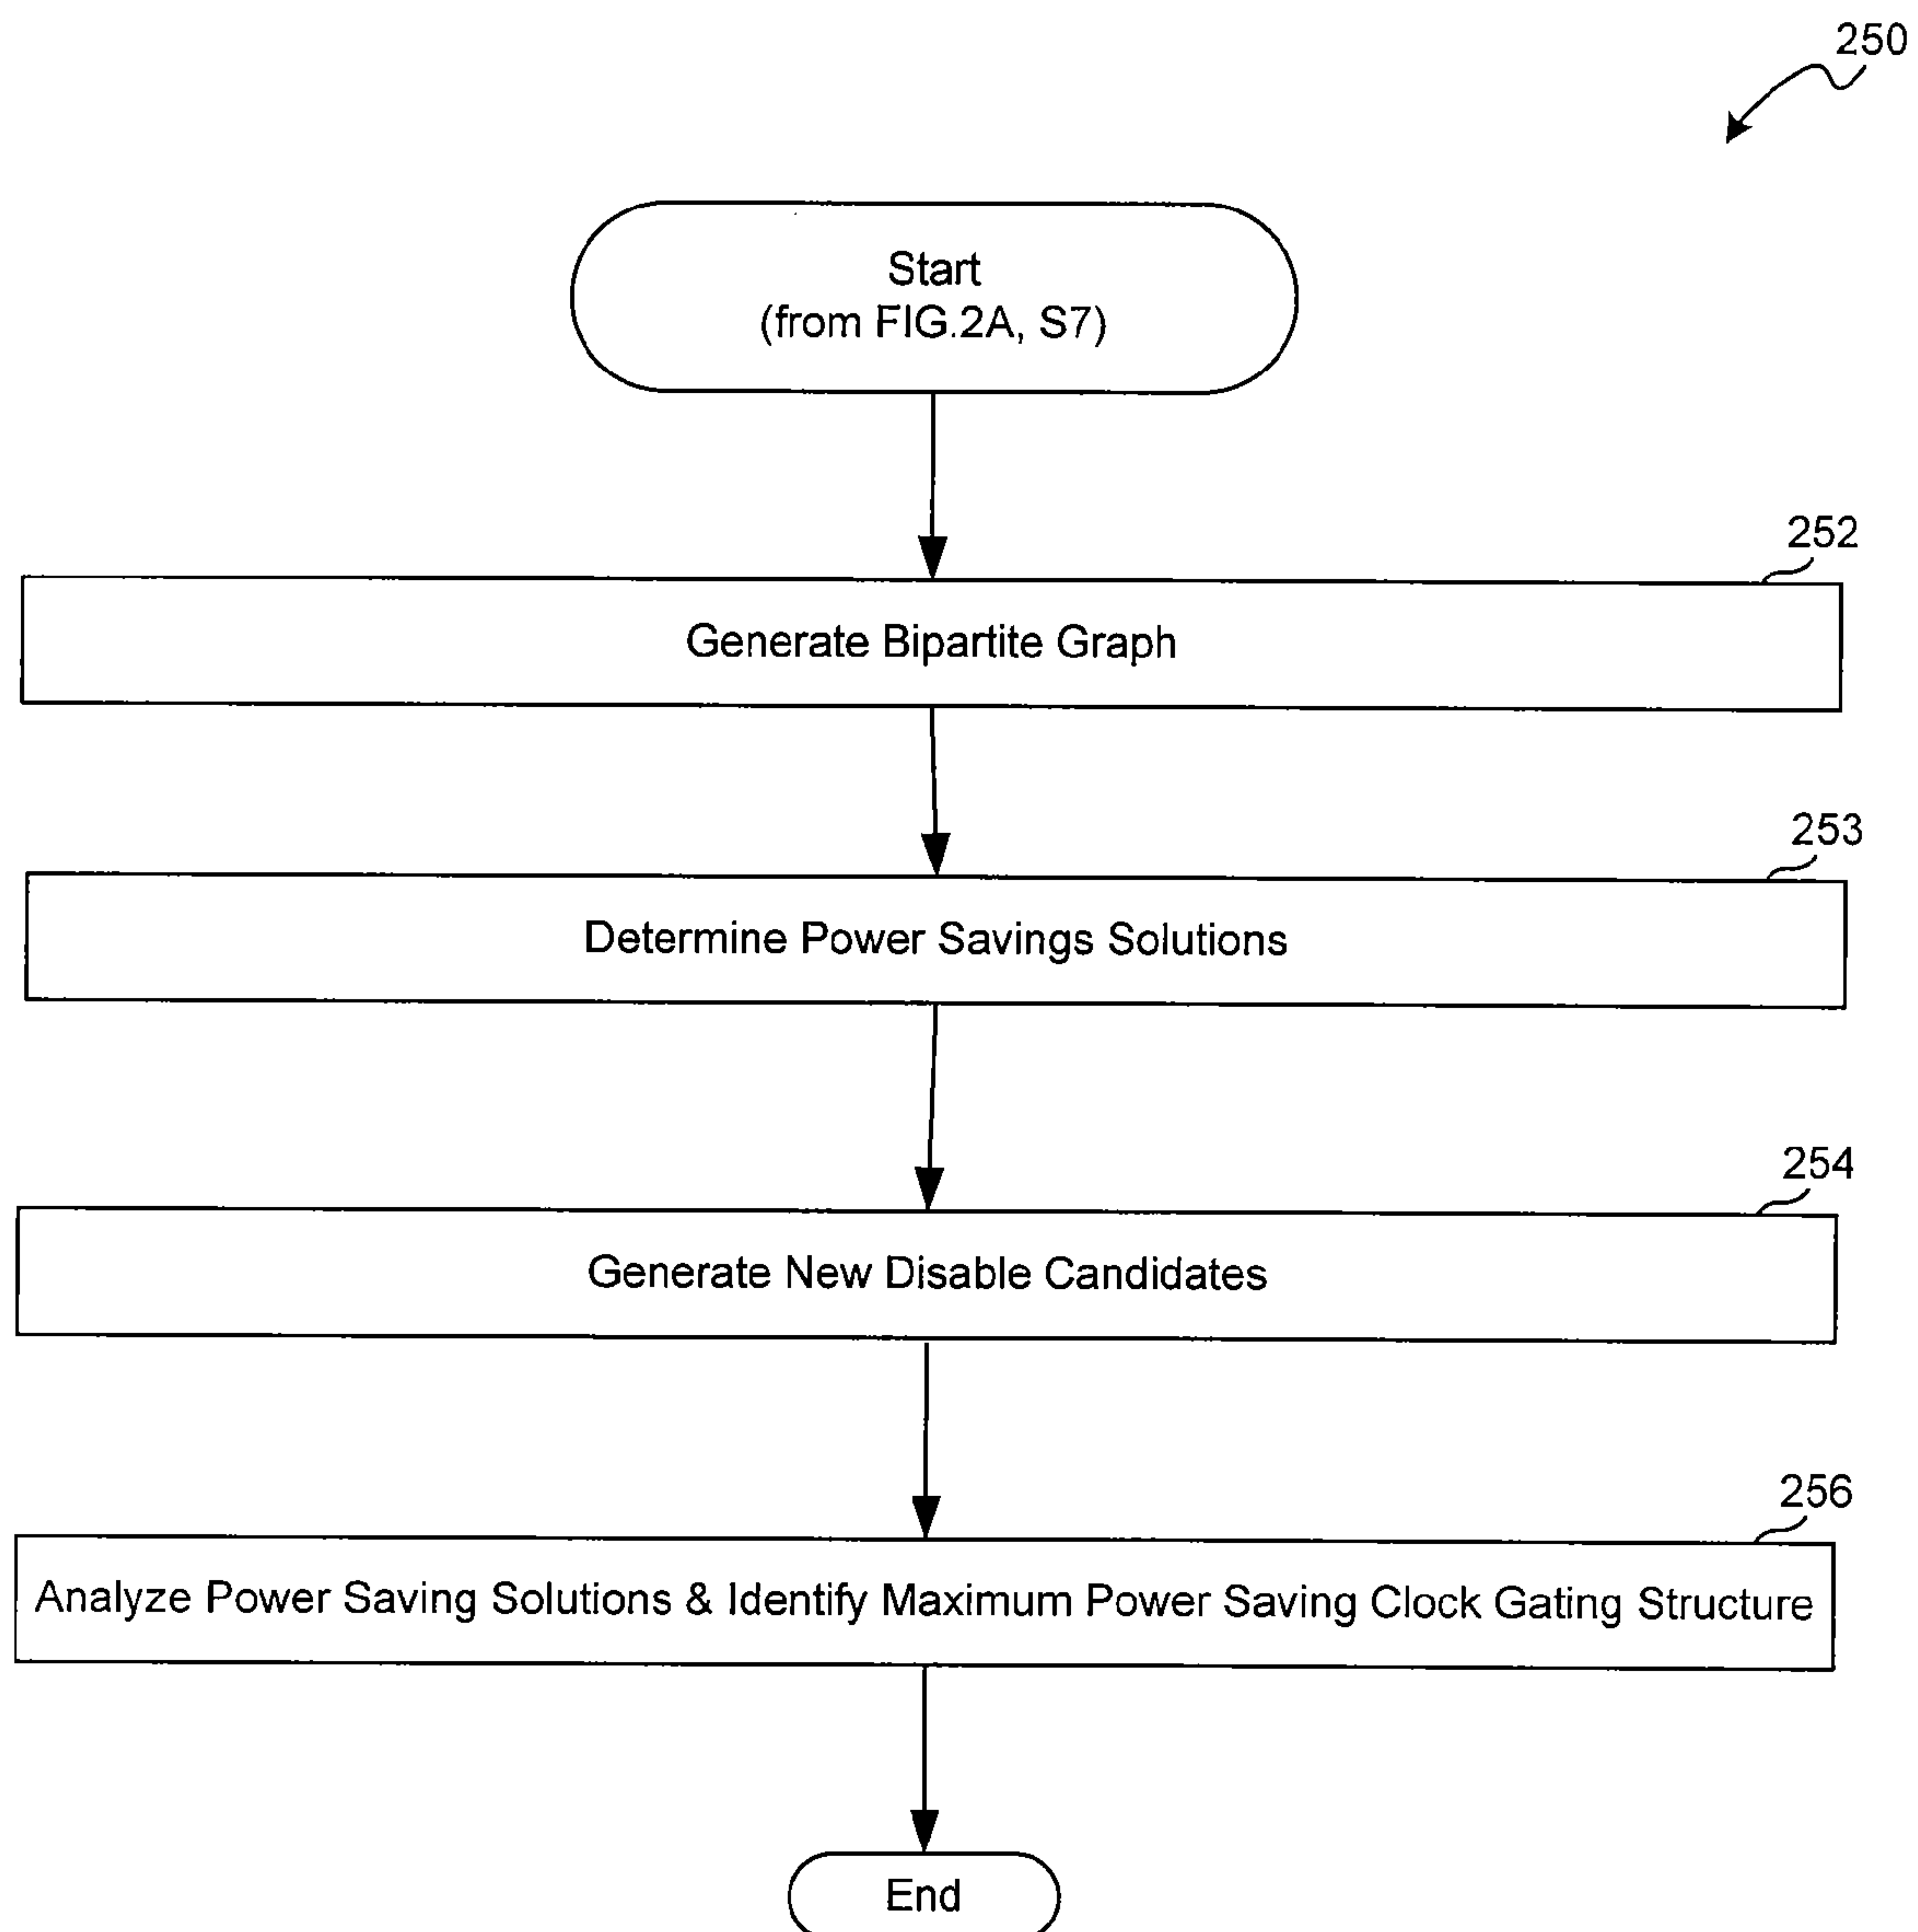 250
Start
(from FIG.2A, S7)
252
Generate Bipartite Graph
253
Determine Power Savings Solutions
254
Generate New Disable Candidates
256
Analyze Power Saving Solutions & Identify Maximum Power Saving Clock Gating Structure
End